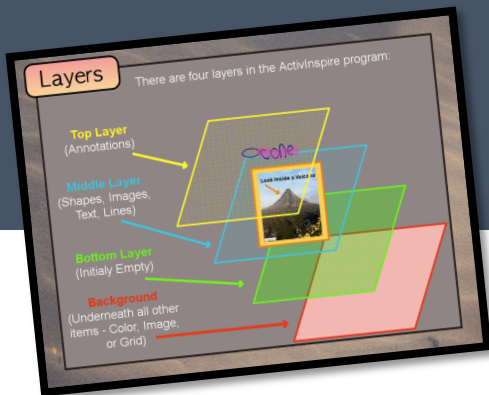 Layers
There are four layers in the ActivInspire program:
Top Layer
(Annotations)
Middle Layer
(Shapes, Images,
Text, Lines)
Look Inside a Volcano
Bottom Layer
(Initialy Empty)
Background
(Underneath all other
items - Color, Image,
or Grid)